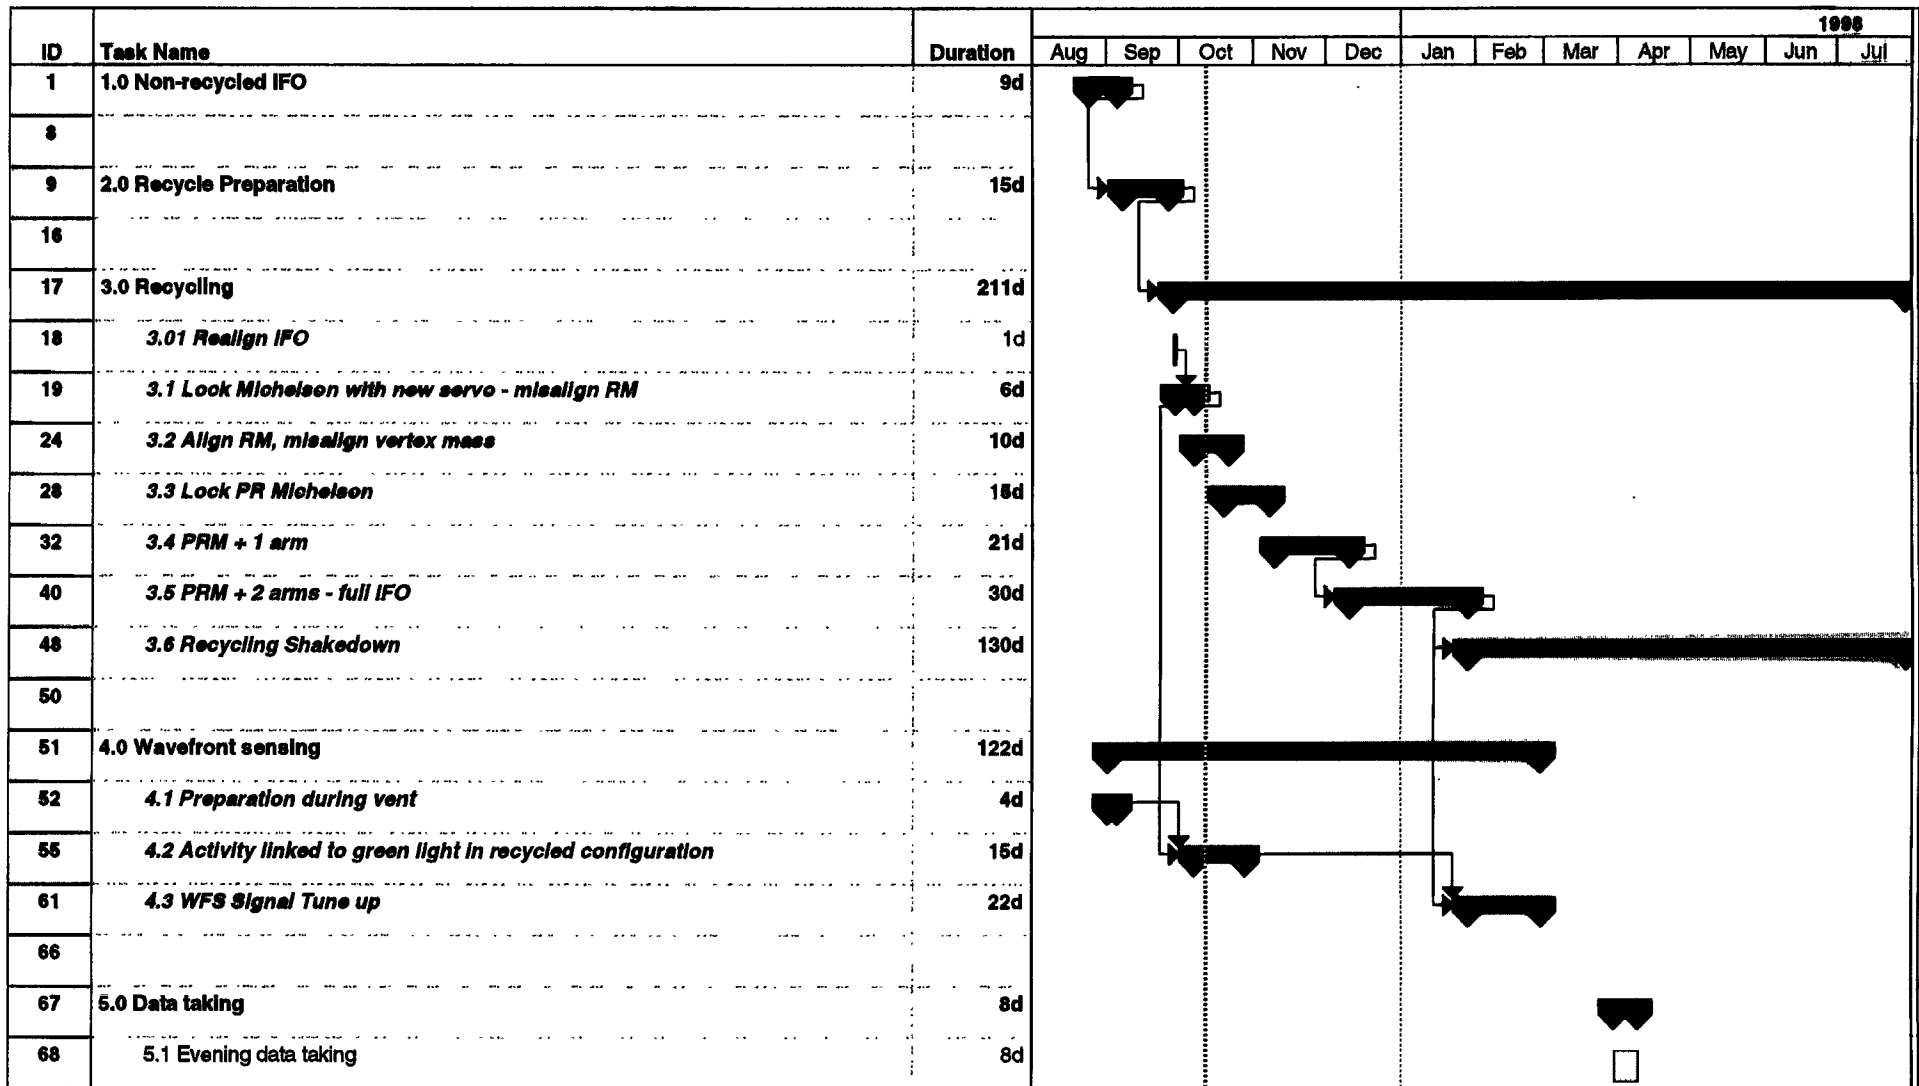 1998
ID Task Name Duration Aug Sep Oct Nov Dec Jan Feb Mar Apr May Jun Jul
1 1.0 Non-recycled IFO 9d
8
9 2.0 Recycle Preparation 15d
16
17 3.0 Recycling 211d
18 3.01 Realign IFO 1d
19 3.1 Lock Michelson with new servo - misalign RM 6d
24 3.2 Align RM, misalign vertex mass 10d
28 3.3 Lock PR Michelson 15d
32 3.4 PRM + 1 arm 21d
40 3.5 PRM + 2 arms - full IFO 30d
48 3.6 Recycling Shakedown 130d
50
51 4.0 Wavefront sensing 122d
52 4.1 Preparation during vent 4d
55 4.2 Activity linked to green light in recycled configuration 15d
61 4.3 WFS Signal Tune up 22d
66
67 5.0 Data taking 8d
68 5.1 Evening data taking 8d